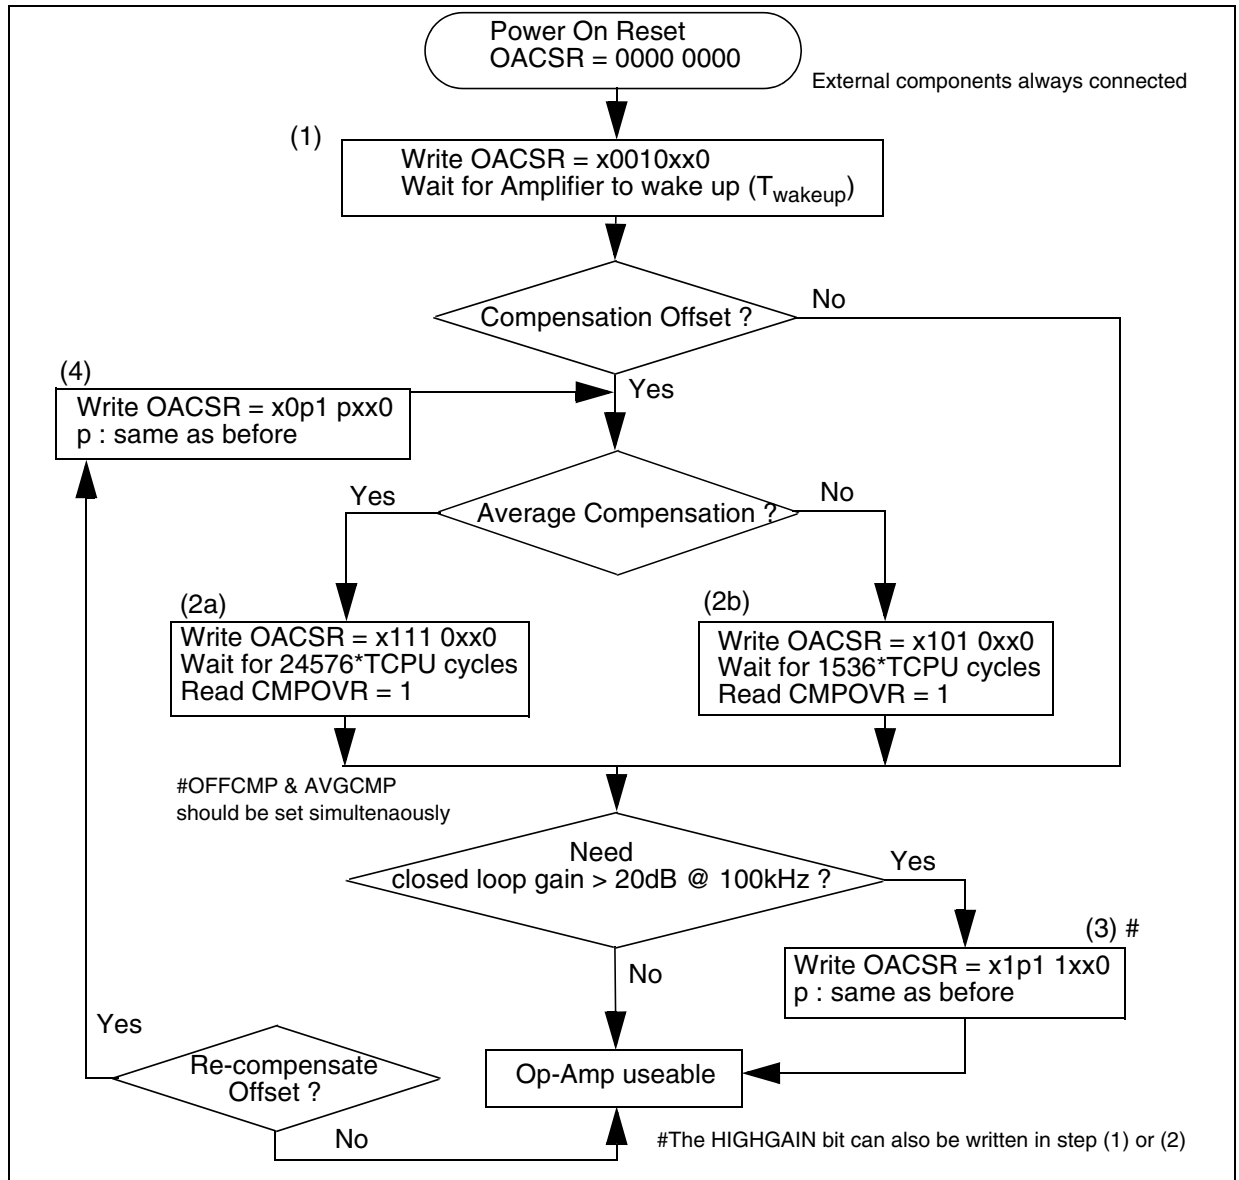 Power On Reset
OACSR = 0000 0000
External components always connected
(1)
Write OACSR = x0010xx0
Wait for Amplifier to wake up (Twakeup)
Compensation Offset ?
No
Yes
(4)
Write OACSR = x0p1 pxx0
p : same as before
Average Compensation ?
Yes
No
(2a)
Write OACSR = x111 0xx0
Wait for 24576*TCPU cycles
Read CMPOVR = 1
(2b)
Write OACSR = x101 0xx0
Wait for 1536*TCPU cycles
Read CMPOVR = 1
#OFFCMP & AVGCMP
should be set simultenaously
Need
closed loop gain > 20dB @ 100kHz ?
Yes
No
(3) #
Write OACSR = x1p1 1xx0
p : same as before
Yes
Re-compensate
Offset ?
No
Op-Amp useable
#The HIGHGAIN bit can also be written in step (1) or (2)